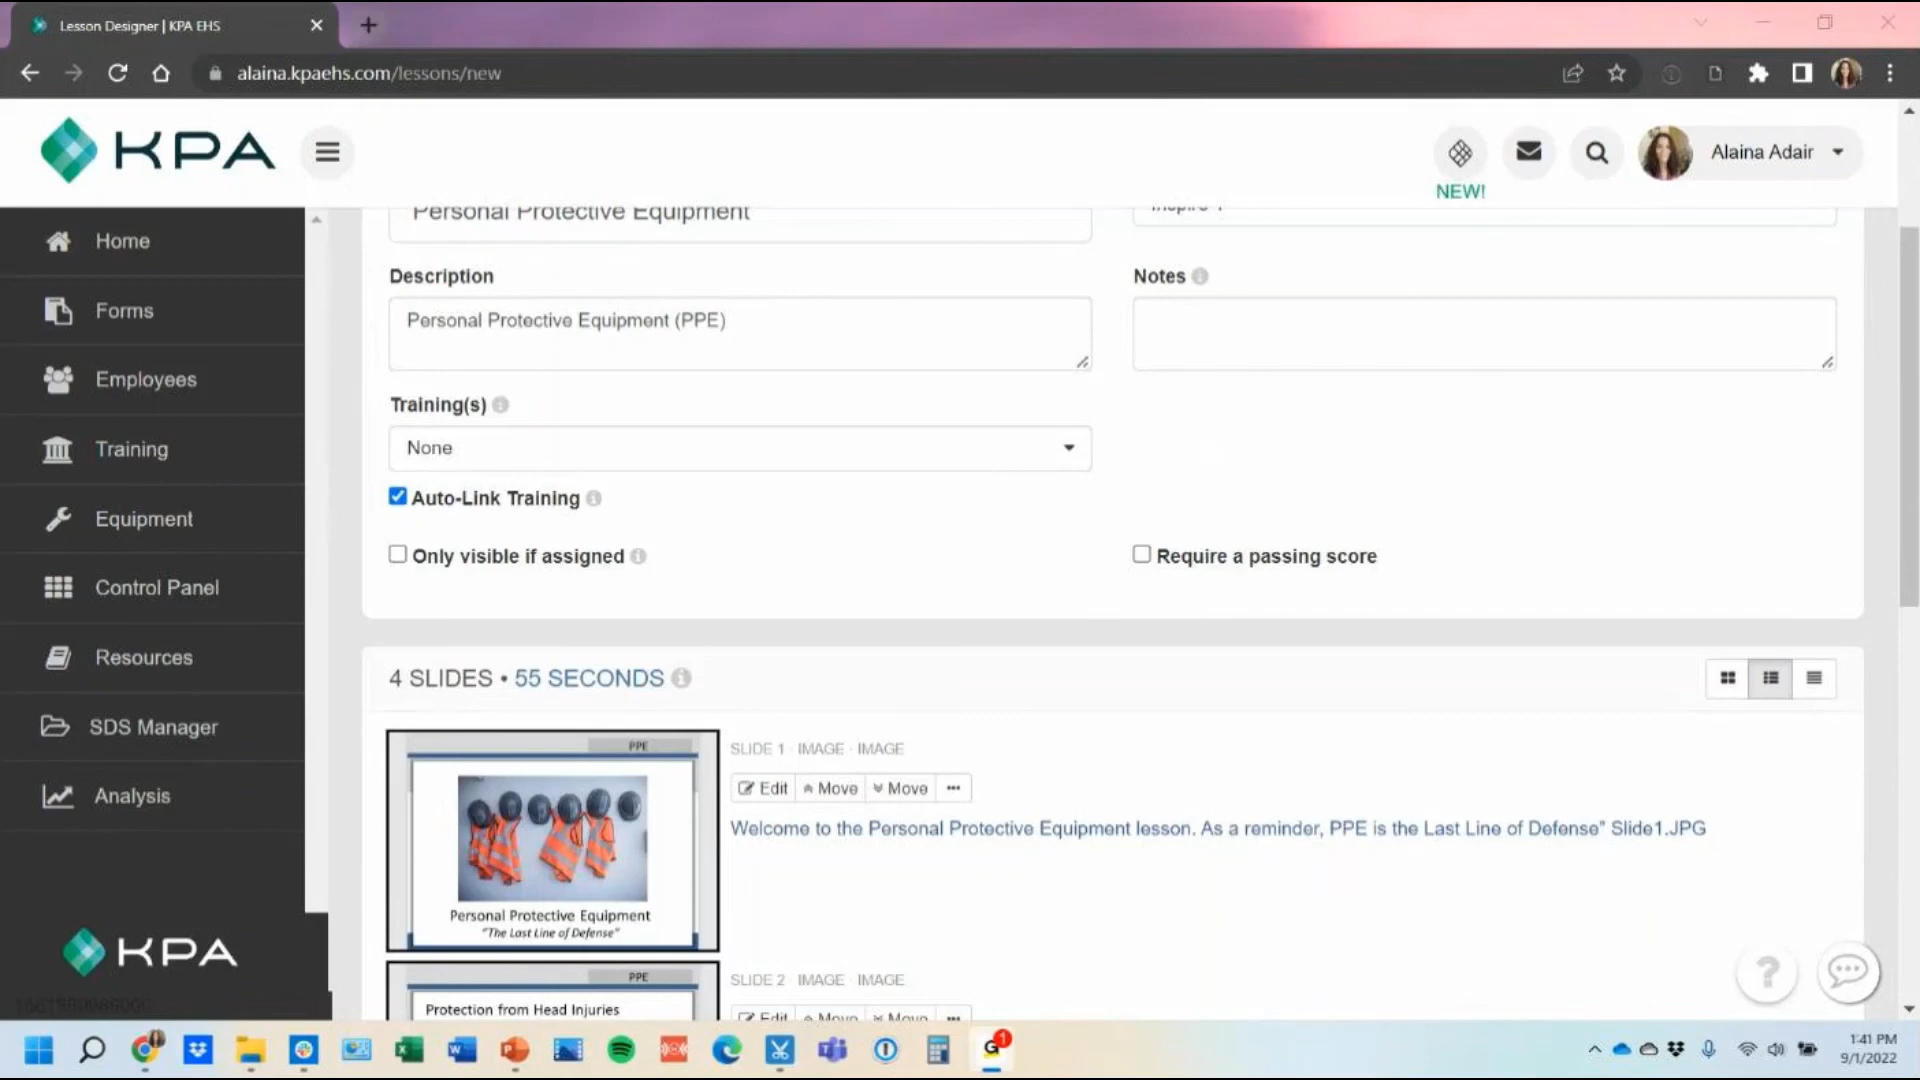 Lesson Designer | KPA EHS
alaina.kpaehs.com/lessons/new
KPA
NEW!
Alaina Adair
Home
Forms
Employees
Training
Equipment
Control Panel
Resources
SDS Manager
Analysis
KPA
Personal Protective Equipment
Description
Personal Protective Equipment (PPE)
Notes
Training(s)
None
Auto-Link Training
Only visible if assigned
Require a passing score
4 SLIDES • 55 SECONDS
PPE
Personal Protective Equipment
"The Last Line of Defense"
SLIDE 1 · IMAGE · IMAGE
Edit Move Move ···
Welcome to the Personal Protective Equipment lesson. As a reminder, PPE is the Last Line of Defense" Slide1.JPG
PPE
Protection from Head Injuries
SLIDE 2 · IMAGE · IMAGE
Edit Move Move ···
1:41 PM
9/1/2022